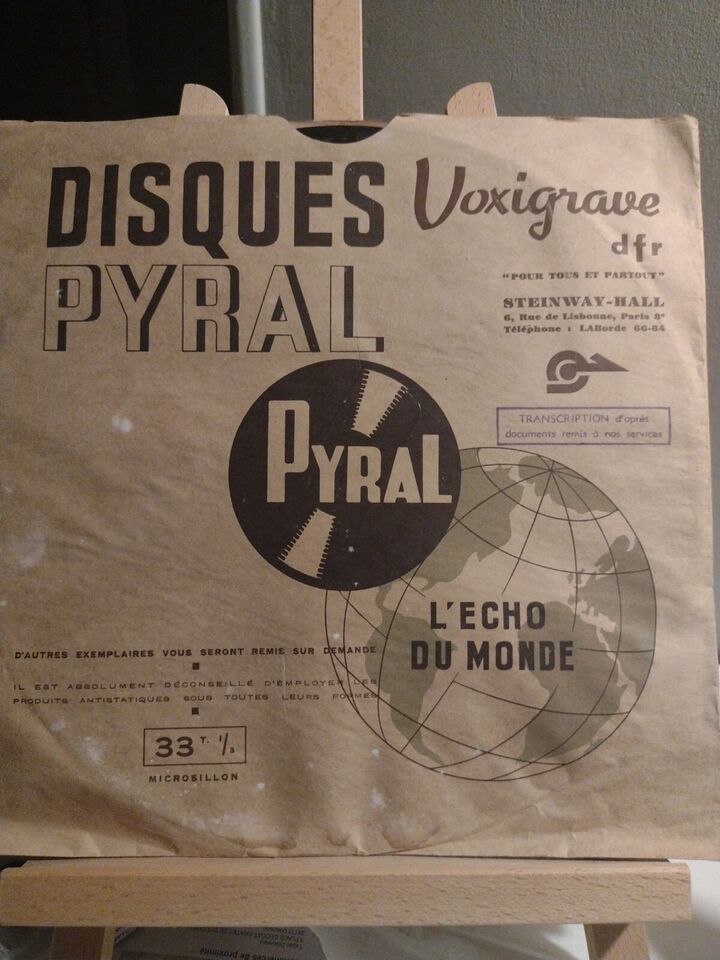 DISQUES
PYRAL
Voxigrave
dfr
"POUR TOUS ET PARTOUT"
STEINWAY-HALL
6, Rue de Lisbonne, Paris 8e
Téléphone : LABorde 66-64
TRANSCRIPTION d'après
documents remis à nos services
PYRAL
L'ECHO
DU MONDE
D'AUTRES EXEMPLAIRES VOUS SERONT REMIS SUR DEMANDE
IL EST ABSOLUMENT DÉCONSEILLÉ D'EMPLOYER LES
PRODUITS ANTISTATIQUES SOUS TOUTES LEURS FORMES
33 T. 1/3
MICROSILLON
de proximité